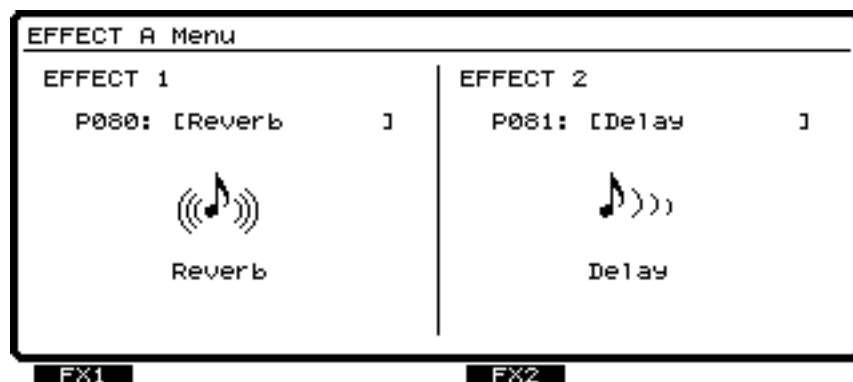 EFFECT A Menu
EFFECT 1
P080: [Reverb ]
Reverb
EFFECT 2
P081: [Delay ]
Delay
FX1
FX2